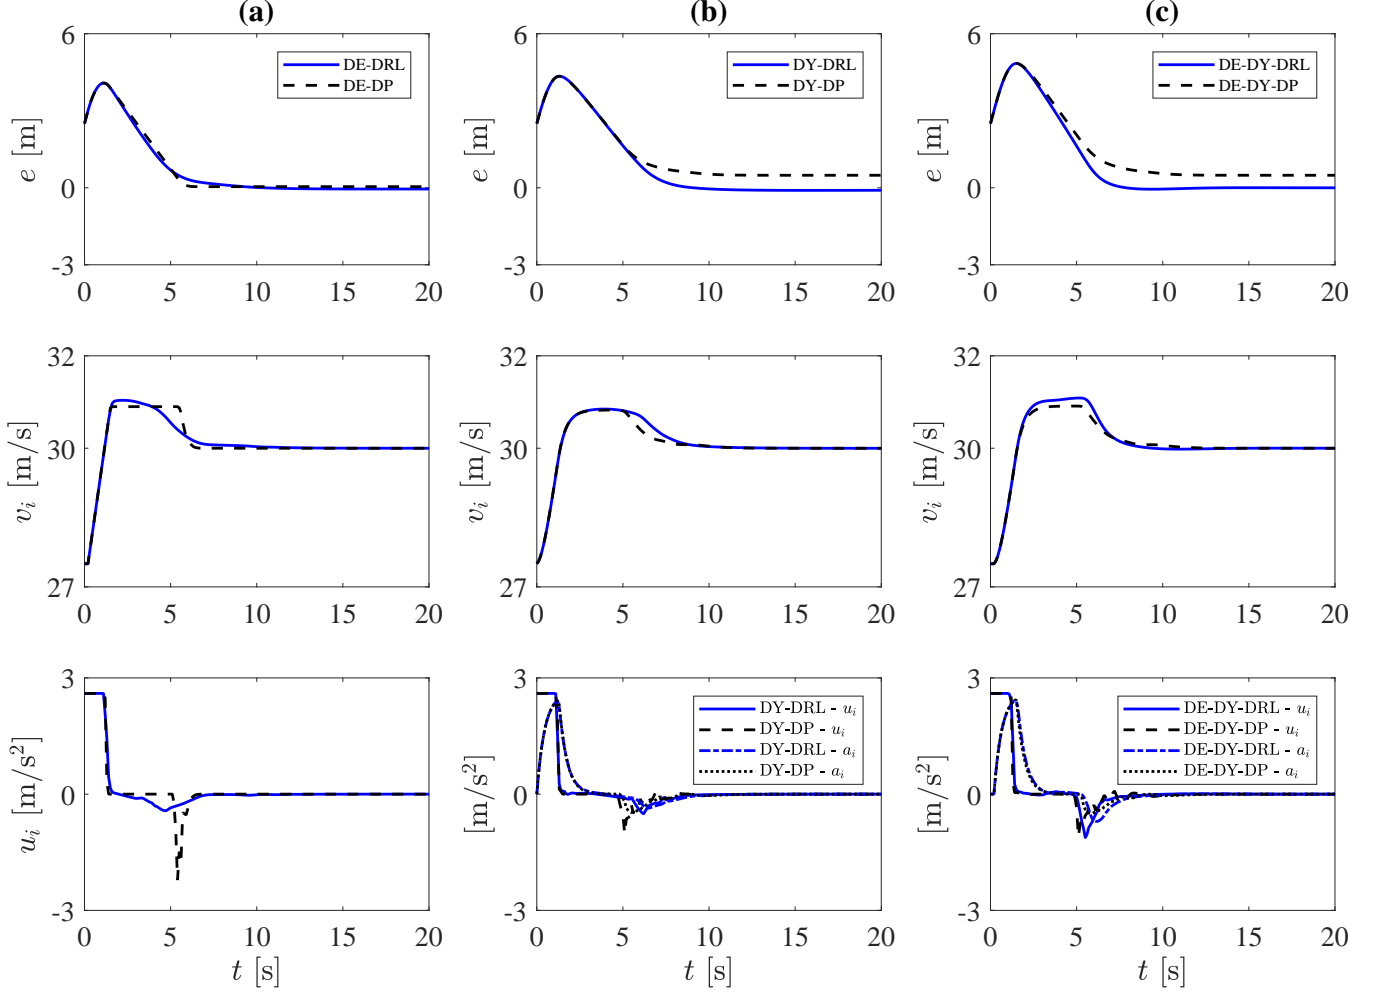 (a)
(b)
(c)
6
0
-3
e [m]
DE-DRL
DE-DP
0 5 10 15 20
6
0
-3
e [m]
DY-DRL
DY-DP
0 5 10 15 20
6
0
-3
e [m]
DE-DY-DRL
DE-DY-DP
0 5 10 15 20
32
30
27
v_i [m/s]
0 5 10 15 20
32
30
27
v_i [m/s]
0 5 10 15 20
32
30
27
v_i [m/s]
0 5 10 15 20
3
0
-3
u_i [m/s²]
0 5 10 15 20
t [s]
3
0
-3
[m/s²]
DY-DRL - u_i
DY-DP - u_i
DY-DRL - a_i
DY-DP - a_i
0 5 10 15 20
t [s]
3
0
-3
[m/s²]
DE-DY-DRL - u_i
DE-DY-DP - u_i
DE-DY-DRL - a_i
DE-DY-DP - a_i
0 5 10 15 20
t [s]